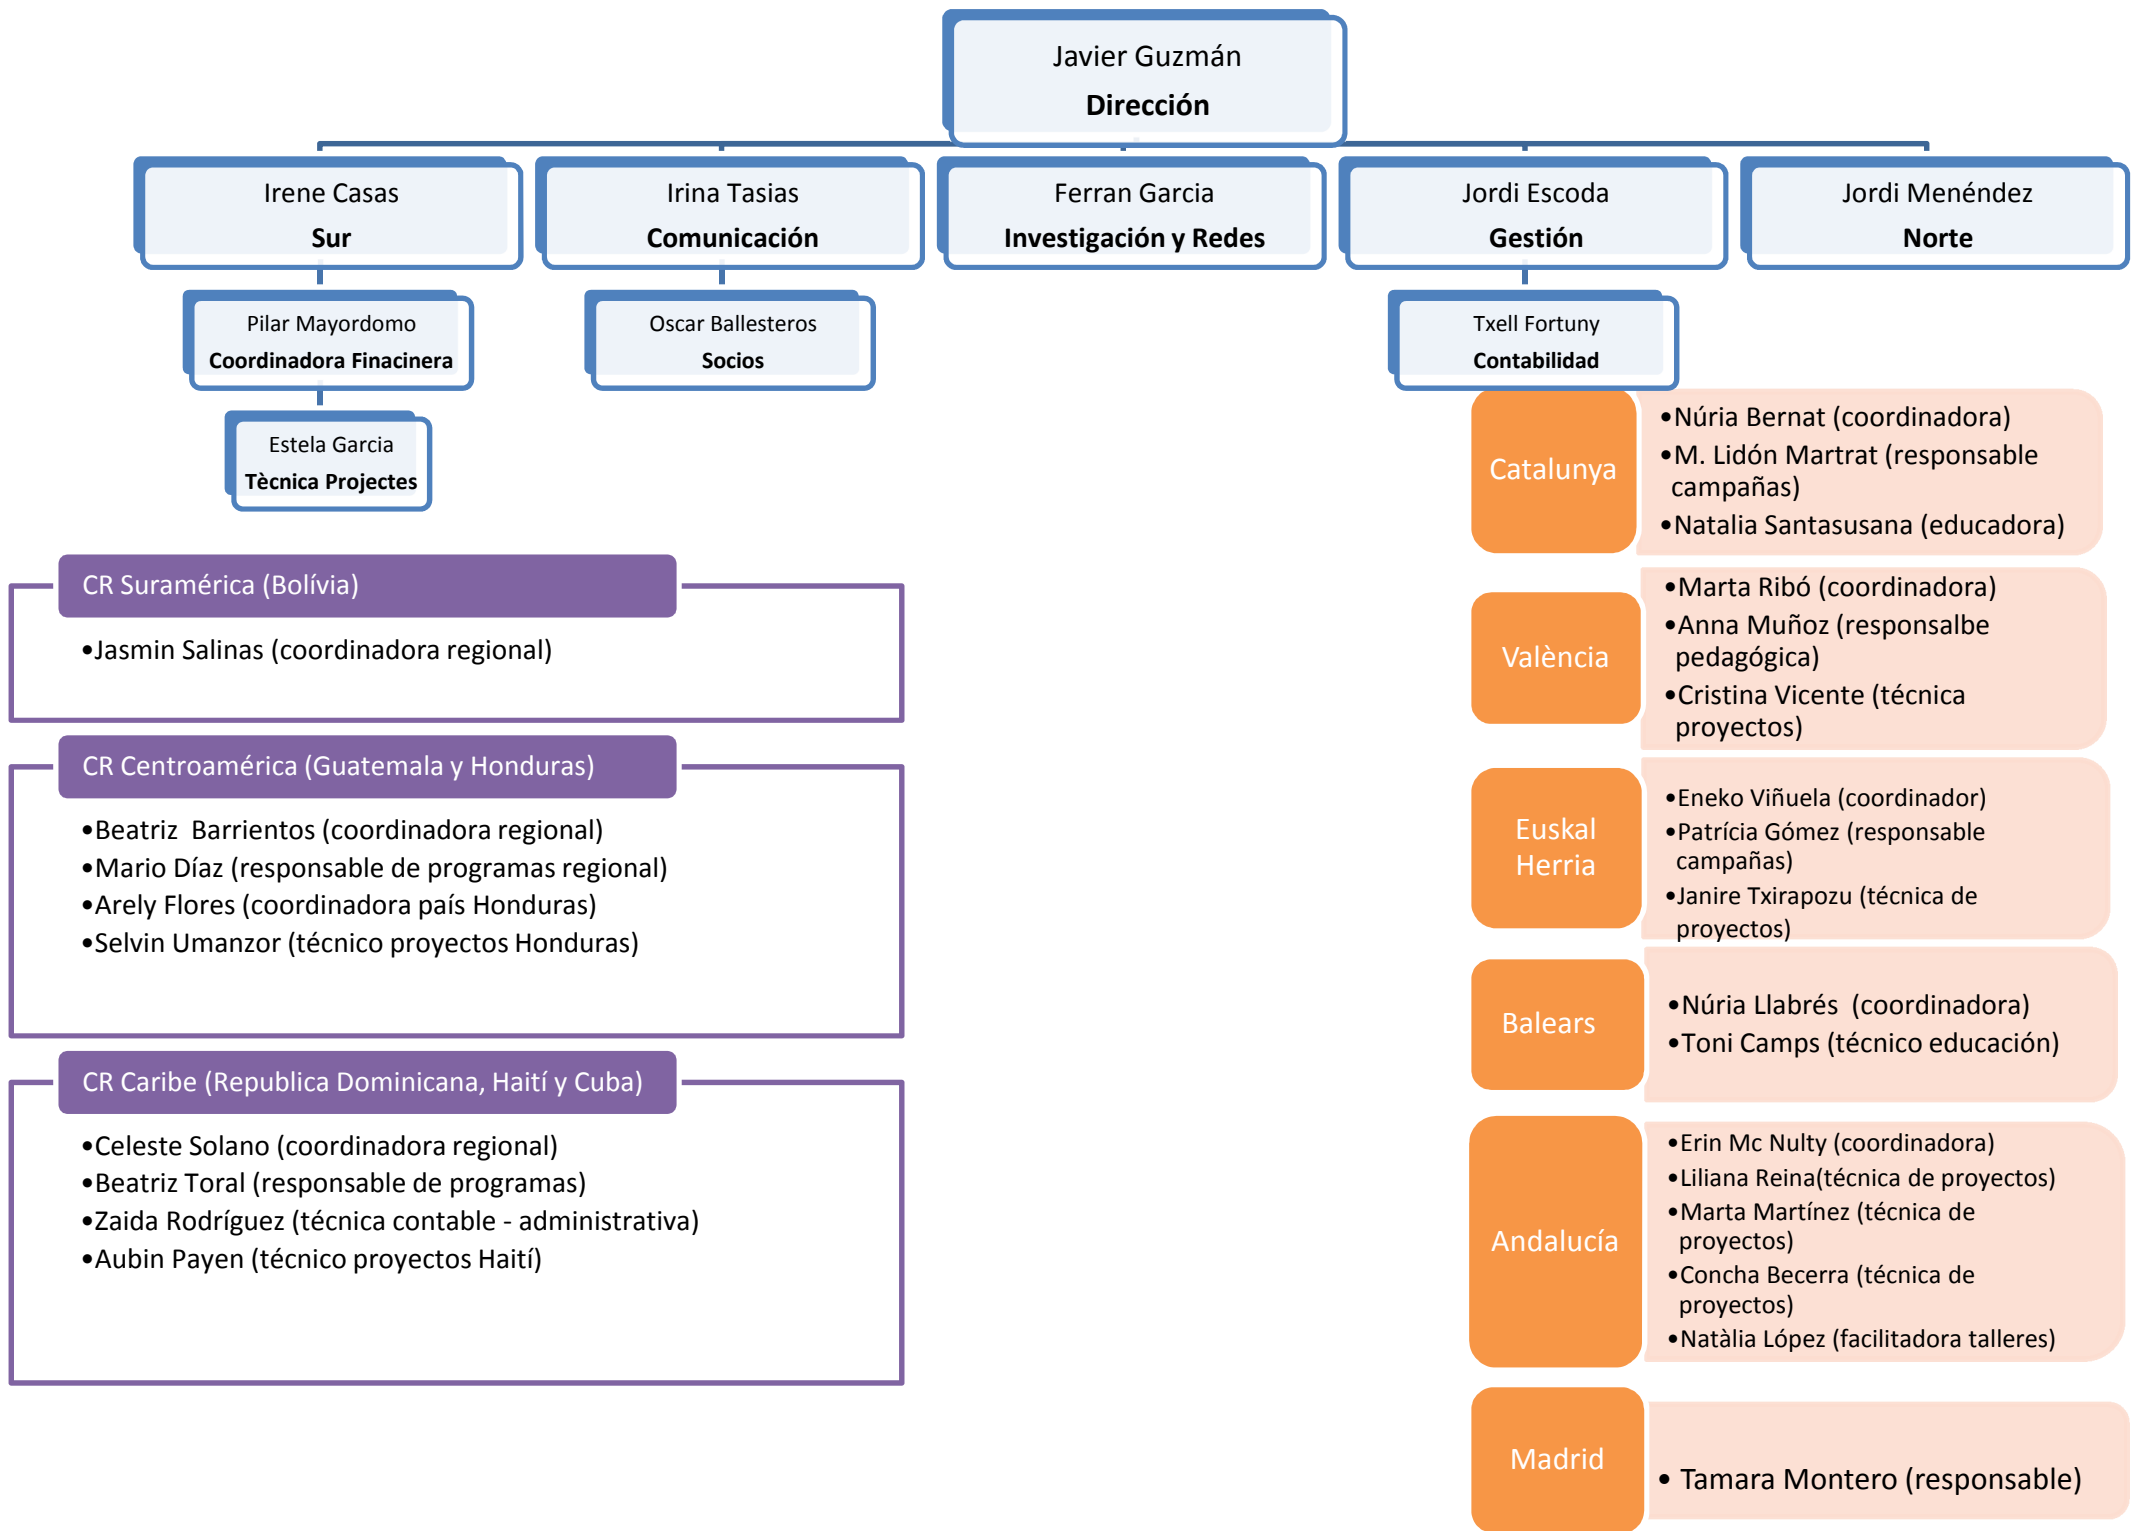 Javier Guzmán
Dirección
Irene Casas
Sur
Irina Tasias
Comunicación
Ferran Garcia
Investigación y Redes
Jordi Escoda
Gestión
Jordi Menéndez
Norte
Pilar Mayordomo
Coordinadora Finacinera
Oscar Ballesteros
Socios
Txell Fortuny
Contabilidad
Estela Garcia
Tècnica Projectes
CR Suramérica (Bolívia)
•Jasmin Salinas (coordinadora regional)
CR Centroamérica (Guatemala y Honduras)
•Beatriz  Barrientos (coordinadora regional)
•Mario Díaz (responsable de programas regional)
•Arely Flores (coordinadora país Honduras)
•Selvin Umanzor (técnico proyectos Honduras)
CR Caribe (Republica Dominicana, Haití y Cuba)
•Celeste Solano (coordinadora regional)
•Beatriz Toral (responsable de programas)
•Zaida Rodríguez (técnica contable - administrativa)
•Aubin Payen (técnico proyectos Haití)
Catalunya
•Núria Bernat (coordinadora)
•M. Lidón Martrat (responsable
campañas)
•Natalia Santasusana (educadora)
València
•Marta Ribó (coordinadora)
•Anna Muñoz (responsalbe
pedagógica)
•Cristina Vicente (técnica
proyectos)
Euskal
Herria
•Eneko Viñuela (coordinador)
•Patrícia Gómez (responsable
campañas)
•Janire Txirapozu (técnica de
proyectos)
Balears
•Núria Llabrés  (coordinadora)
•Toni Camps (técnico educación)
Andalucía
•Erin Mc Nulty (coordinadora)
•Liliana Reina(técnica de proyectos)
•Marta Martínez (técnica de
proyectos)
•Concha Becerra (técnica de
proyectos)
•Natàlia López (facilitadora talleres)
Madrid
• Tamara Montero (responsable)